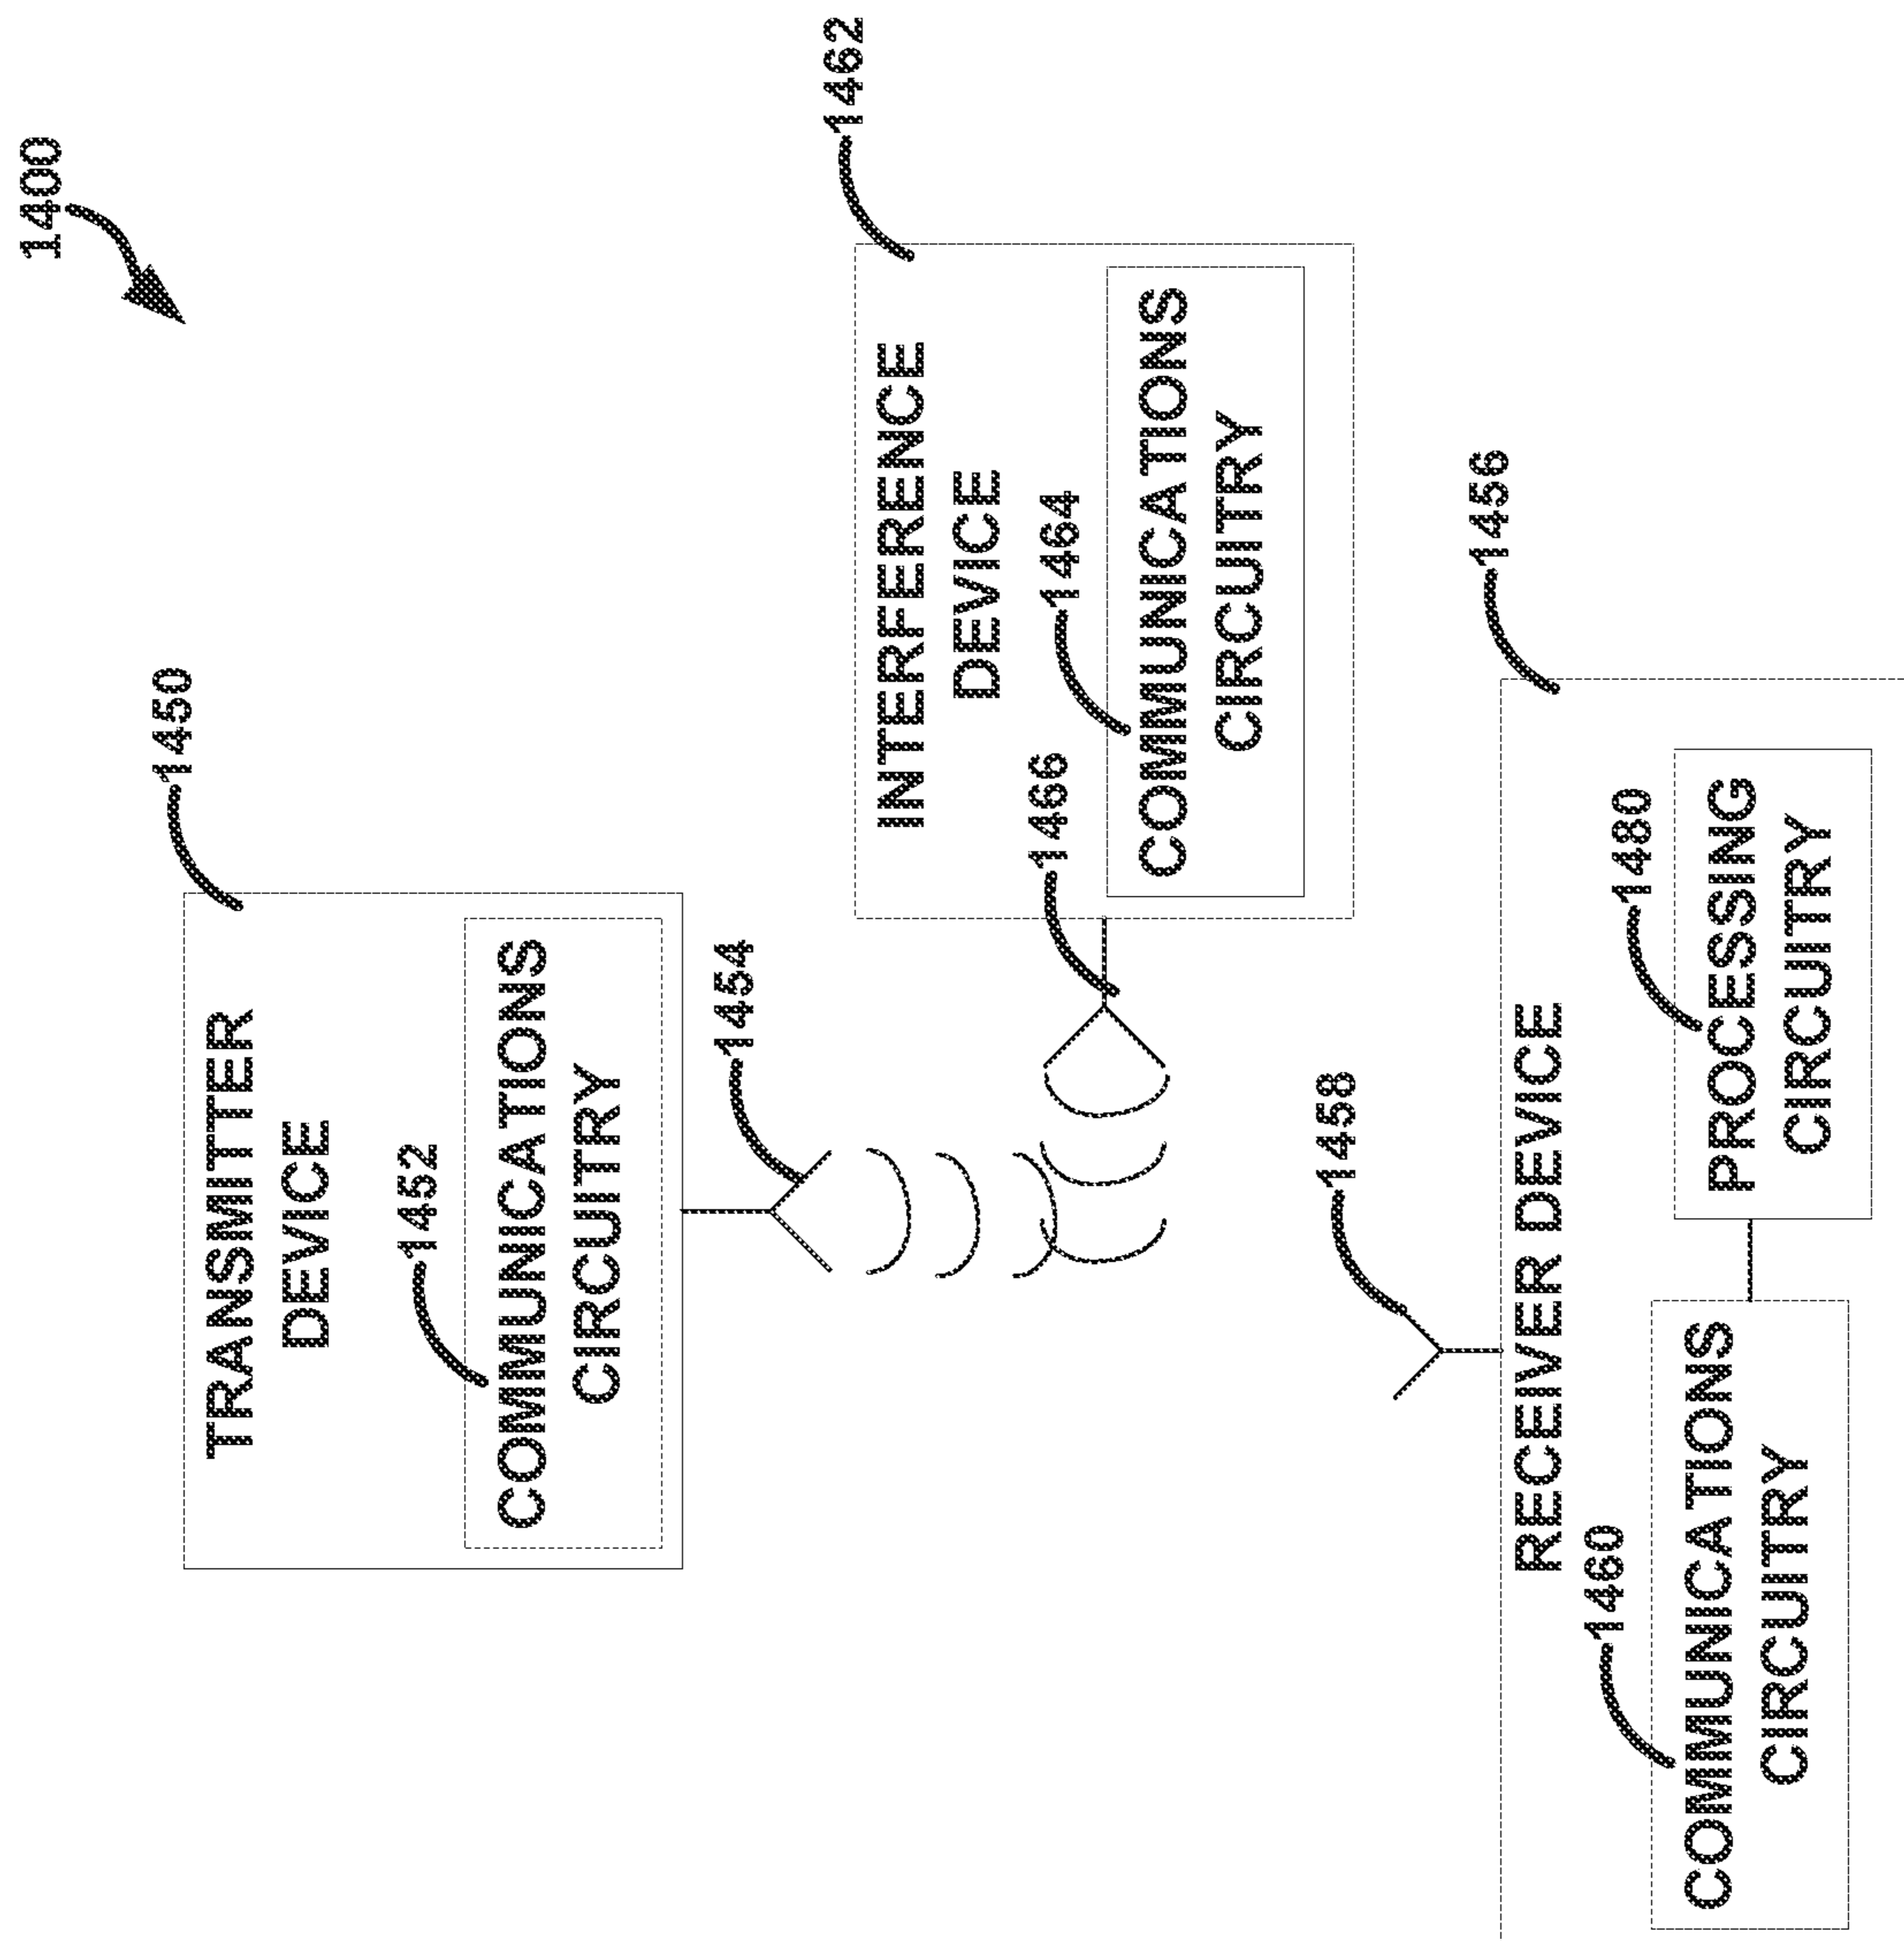 1400
1450
TRANSMITTER
DEVICE
1452
COMMUNICATIONS
CIRCUITRY
1454
1462
INTERFERENCE
DEVICE
1464
COMMUNICATIONS
CIRCUITRY
1466
1458
1456
RECEIVER DEVICE
1460
COMMUNICATIONS
CIRCUITRY
1480
PROCESSING
CIRCUITRY